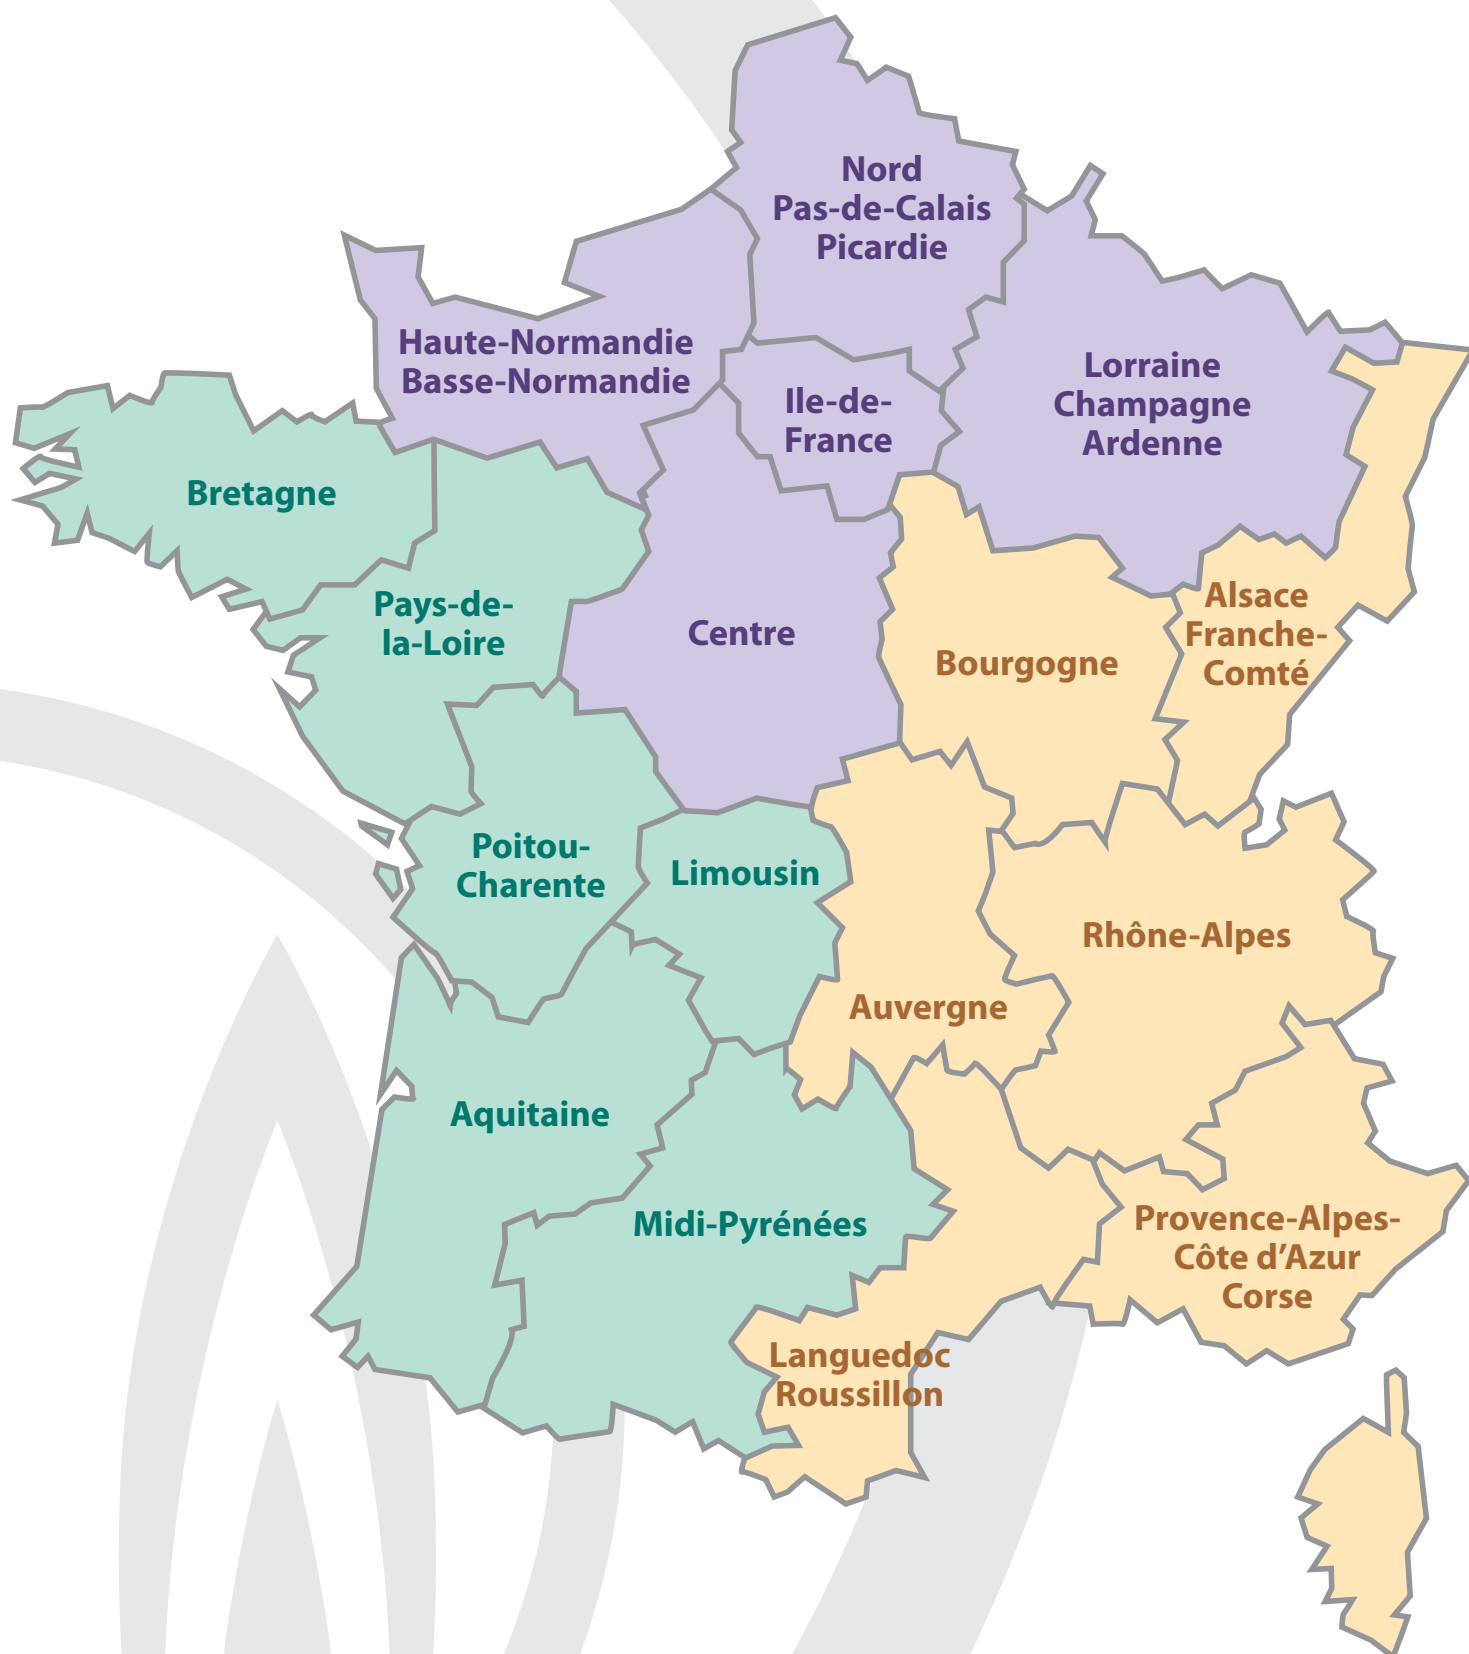 Nord
Pas-de-Calais
Picardie
Haute-Normandie
Basse-Normandie
Ile-de-
France
Lorraine
Champagne
Ardenne
Bretagne
Pays-de-
la-Loire
Centre
Bourgogne
Alsace
Franche-
Comté
Poitou-
Charente
Limousin
Auvergne
Rhône-Alpes
Aquitaine
Midi-Pyrénées
Provence-Alpes-
Côte d’Azur
Corse
Languedoc
Roussillon